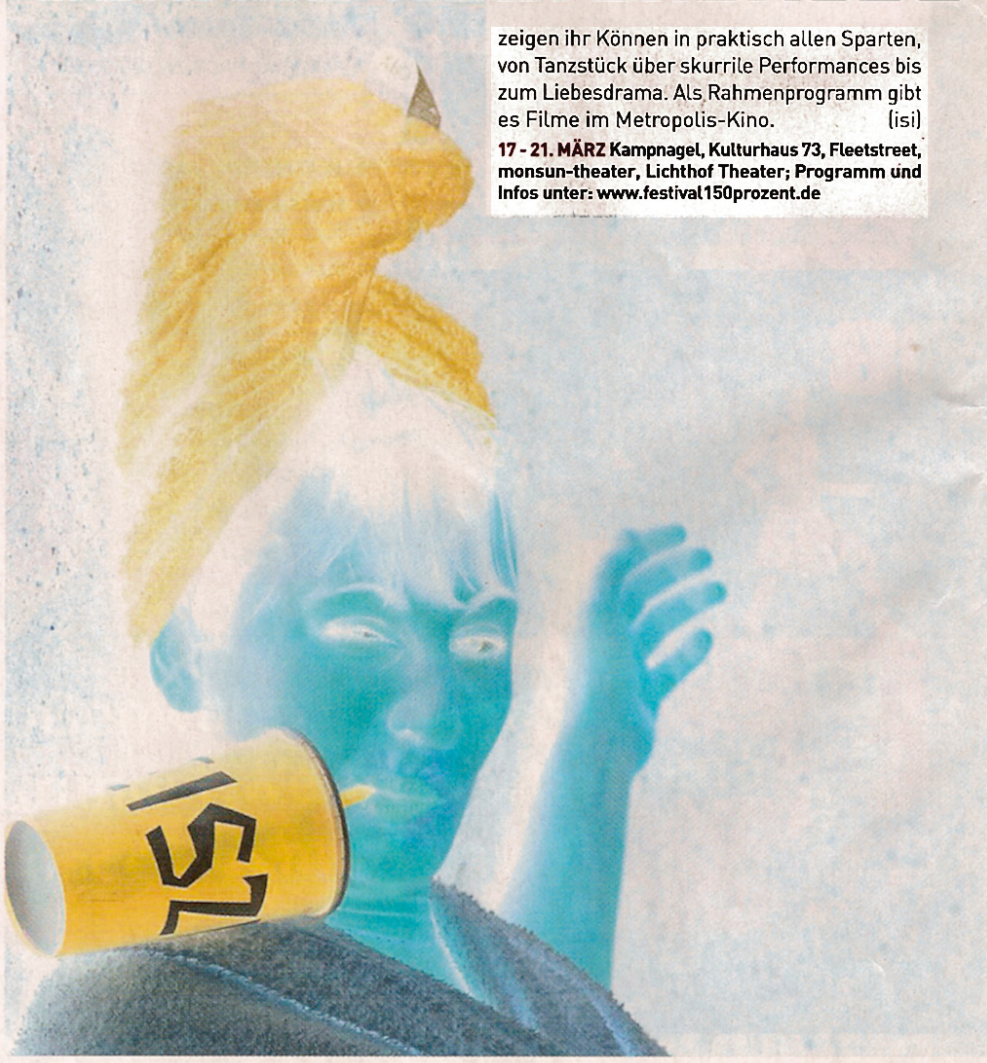 zeigen ihr Können in praktisch allen Sparten,
von Tanzstück über skurrile Performances bis
zum Liebesdrama. Als Rahmenprogramm gibt
es Filme im Metropolis-Kino. (isi)
17 - 21. MÄRZ Kampnagel, Kulturhaus 73, Fleetstreet,
monsun-theater, Lichthof Theater; Programm und
Infos unter: www.festival150prozent.de